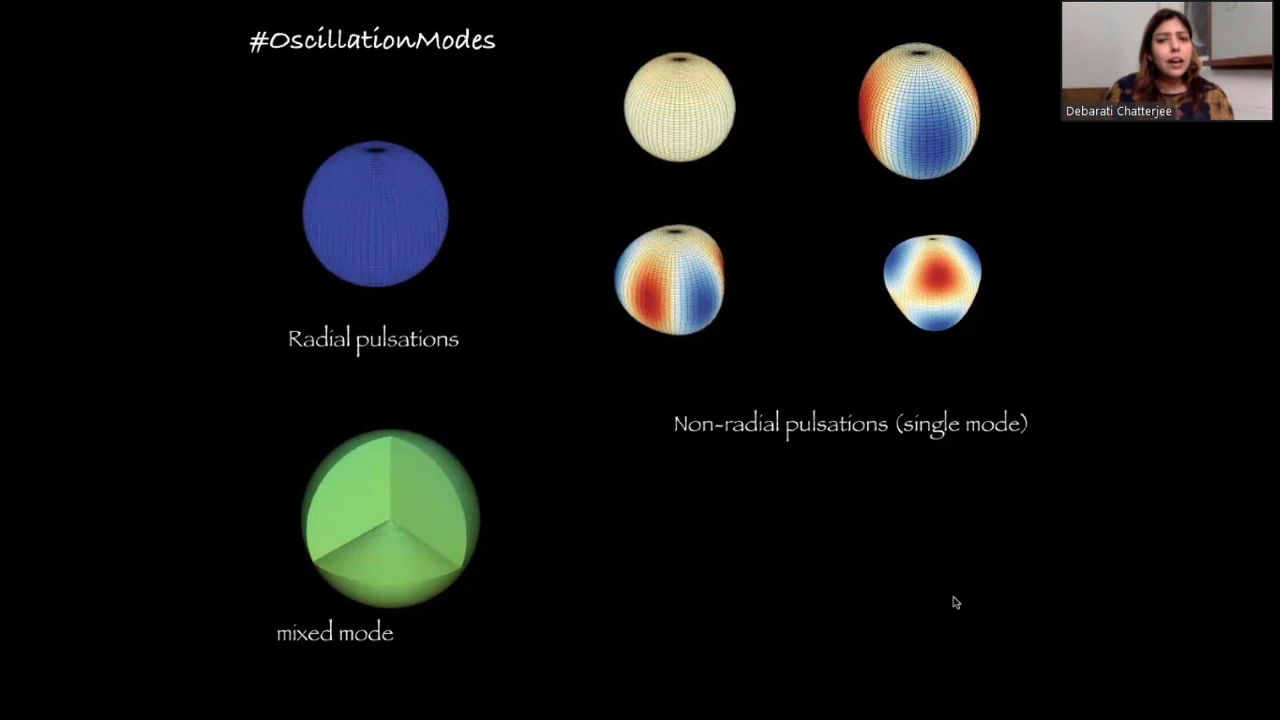 #OscillationModes
Debarati Chatterjee
Radial pulsations
Non-radial pulsations (single mode)
mixed mode